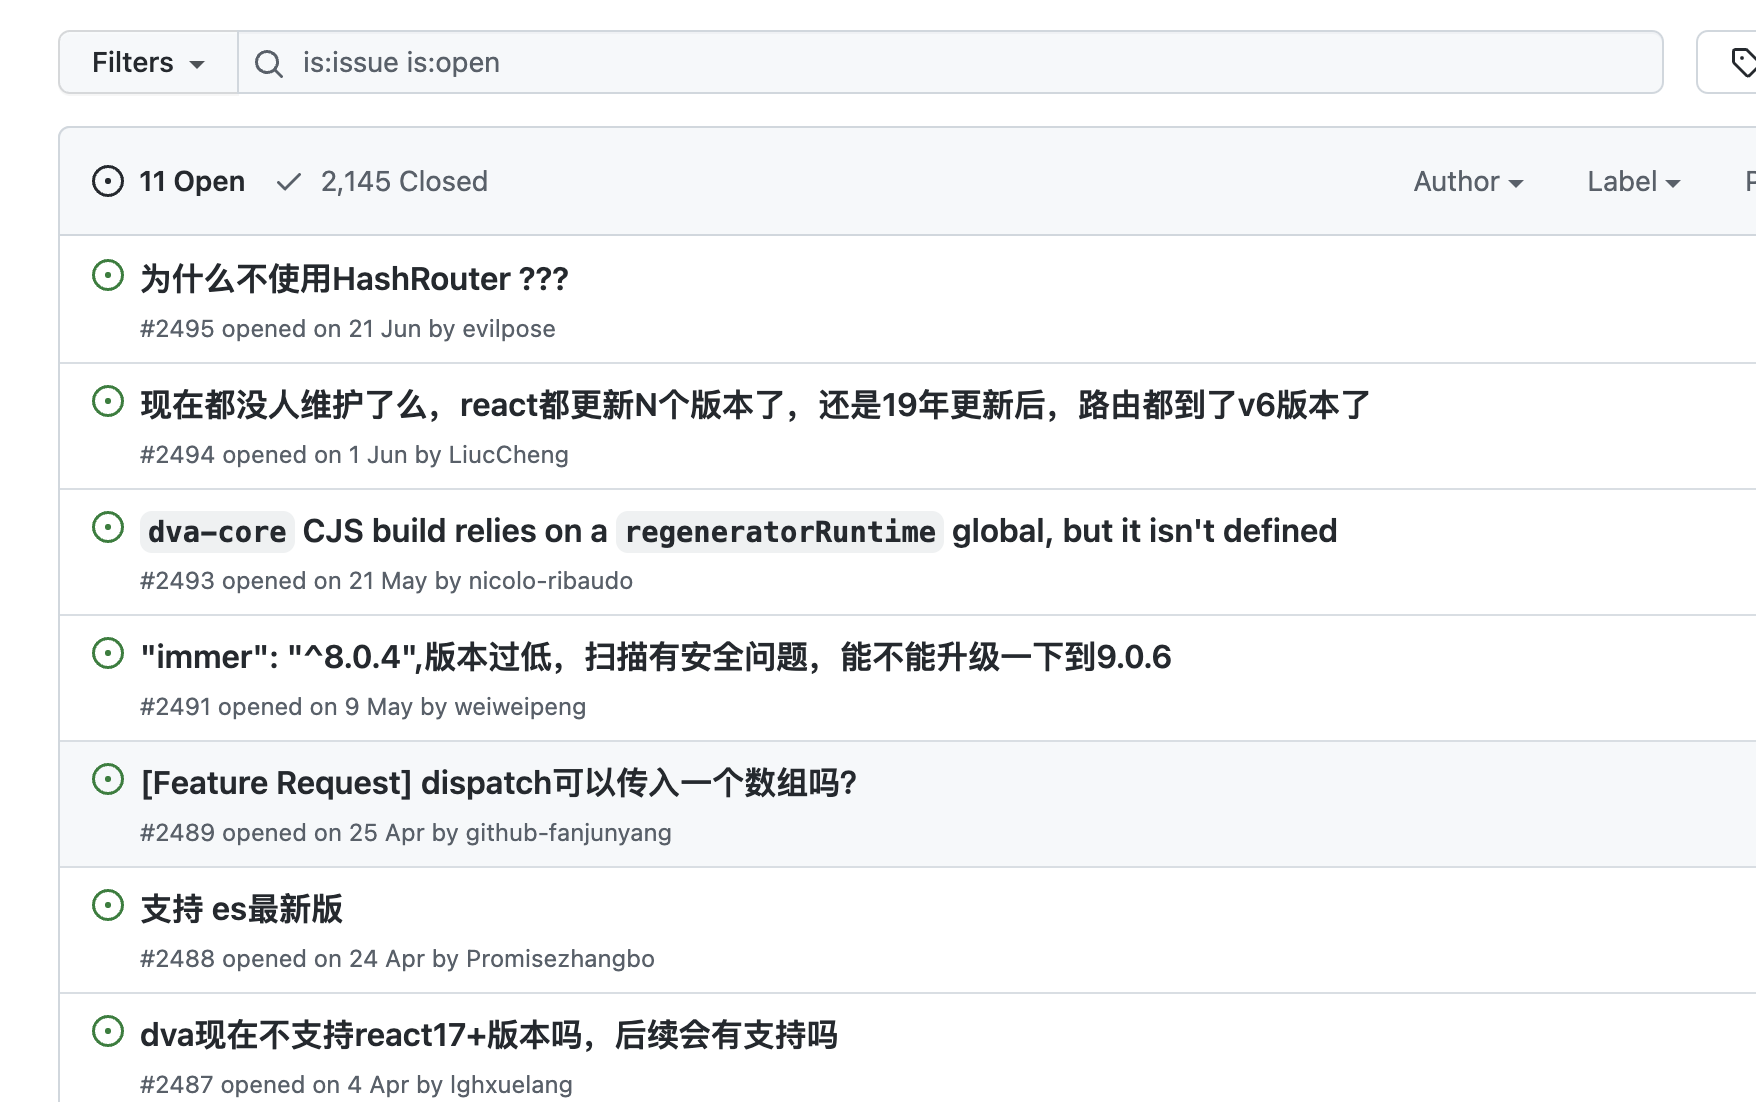 Filters
is:issue is:open
11 Open
2,145 Closed
Author
Label
为什么不使用HashRouter ???
#2495 opened on 21 Jun by evilpose
现在都没人维护了么，react都更新N个版本了，还是19年更新后，路由都到了v6版本了
#2494 opened on 1 Jun by LiucCheng
dva-core CJS build relies on a regeneratorRuntime global, but it isn't defined
#2493 opened on 21 May by nicolo-ribaudo
"immer": "^8.0.4",版本过低，扫描有安全问题，能不能升级一下到9.0.6
#2491 opened on 9 May by weiweipeng
[Feature Request] dispatch可以传入一个数组吗?
#2489 opened on 25 Apr by github-fanjunyang
支持 es最新版
#2488 opened on 24 Apr by Promisezhangbo
dva现在不支持react17+版本吗，后续会有支持吗
#2487 opened on 4 Apr by lghxuelang